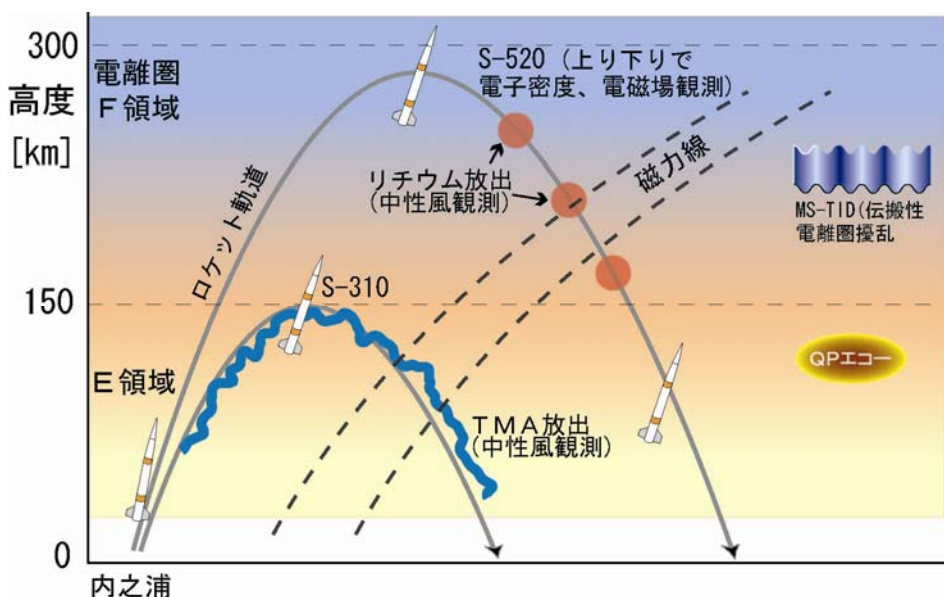 300
電離圏
F領域
高度
[km]
S-520 (上り下りで
電子密度、電磁場観測)
リチウム放出
(中性風観測)
磁力線
MS-TID(伝搬性
電離圏擾乱
ロケット軌道
150
S-310
QPエコー
E領域
TMA放出
(中性風観測)
0
内之浦